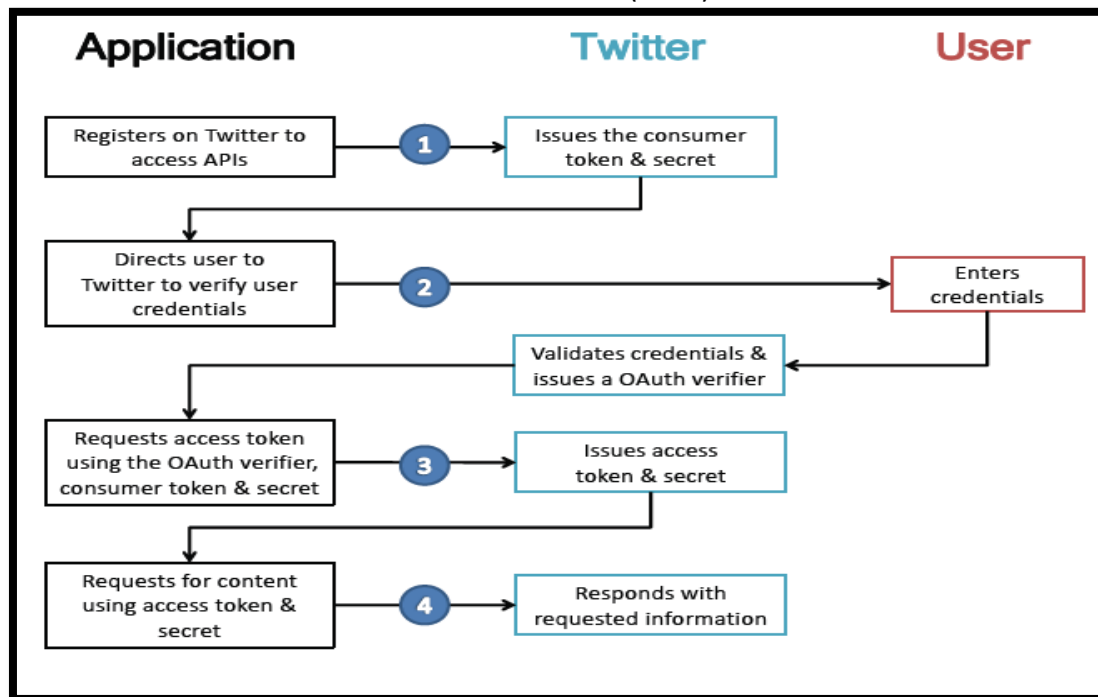 Application
Twitter
User
Registers on Twitter to
access APIs
1
Issues the consumer
token & secret
Directs user to
Twitter to verify user
credentials
2
Enters
credentials
Validates credentials &
issues a OAuth verifier
Requests access token
using the OAuth verifier,
consumer token & secret
3
Issues access
token & secret
Requests for content
using access token &
secret
4
Responds with
requested information